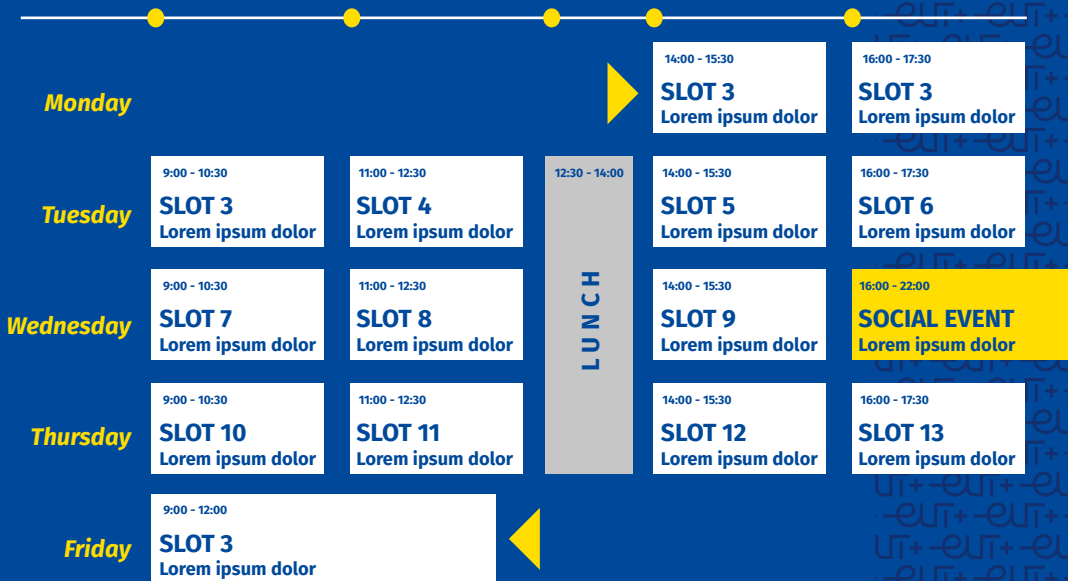 Monday
14:00 - 15:30
SLOT 3
Lorem ipsum dolor
16:00 - 17:30
SLOT 3
Lorem ipsum dolor
Tuesday
9:00 - 10:30
SLOT 3
Lorem ipsum dolor
11:00 - 12:30
SLOT 4
Lorem ipsum dolor
12:30 - 14:00
LUNCH
14:00 - 15:30
SLOT 5
Lorem ipsum dolor
16:00 - 17:30
SLOT 6
Lorem ipsum dolor
Wednesday
9:00 - 10:30
SLOT 7
Lorem ipsum dolor
11:00 - 12:30
SLOT 8
Lorem ipsum dolor
14:00 - 15:30
SLOT 9
Lorem ipsum dolor
16:00 - 22:00
SOCIAL EVENT
Lorem ipsum dolor
Thursday
9:00 - 10:30
SLOT 10
Lorem ipsum dolor
11:00 - 12:30
SLOT 11
Lorem ipsum dolor
14:00 - 15:30
SLOT 12
Lorem ipsum dolor
16:00 - 17:30
SLOT 13
Lorem ipsum dolor
Friday
9:00 - 12:00
SLOT 3
Lorem ipsum dolor